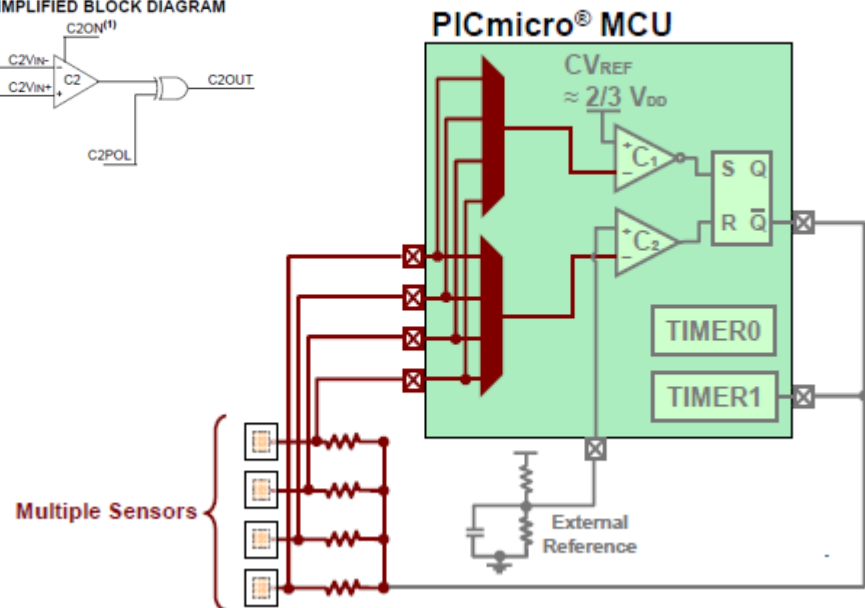 IMPLIFIED BLOCK DIAGRAM
C2ON(1)
C2VIN-
C2
C2OUT
C2VIN+
C2POL
PICmicro® MCU
CVREF
≈ 2/3 VDD
+
C1
−
S Q
R Q̅
+
C2
−
TIMER0
TIMER1
Multiple Sensors
External
Reference